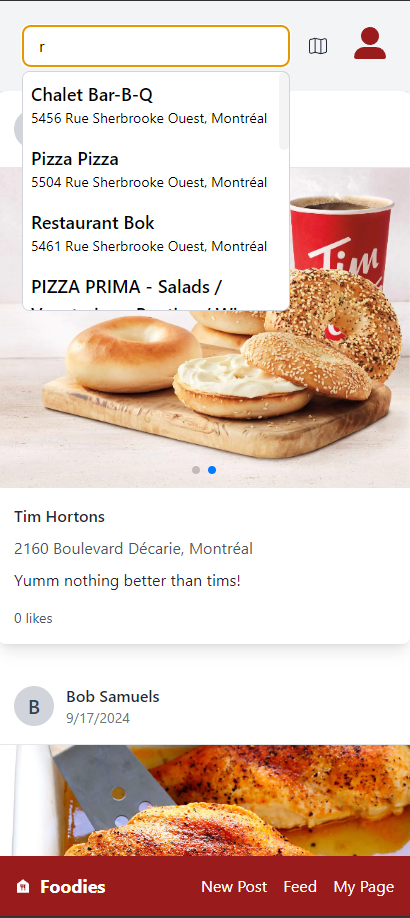 r
Chalet Bar-B-Q
5456 Rue Sherbrooke Ouest, Montréal
Pizza Pizza
5504 Rue Sherbrooke Ouest, Montréal
Restaurant Bok
5461 Rue Sherbrooke Ouest, Montréal
PIZZA PRIMA - Salads /
Tim
Tim Hortons
2160 Boulevard Décarie, Montréal
Yumm nothing better than tims!
0 likes
B
Bob Samuels
9/17/2024
Foodies
New Post
Feed
My Page